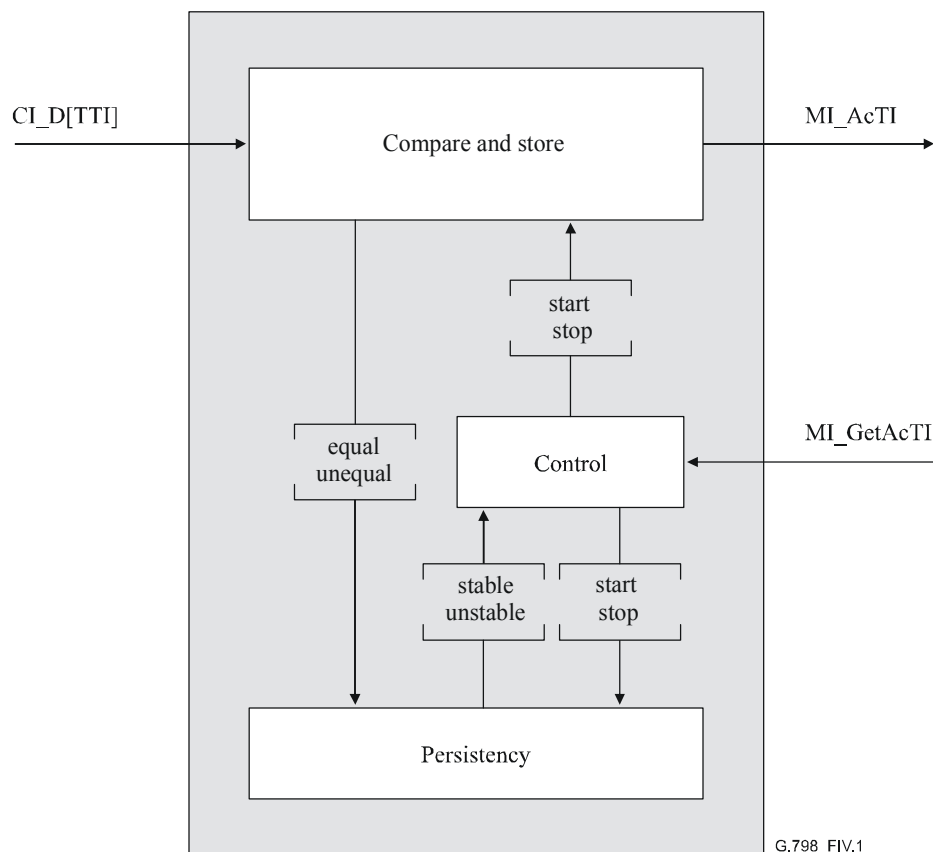 CI_D[TTI]
MI_AcTI
Compare and store
start
stop
MI_GetAcTI
equal
unequal
Control
stable
unstable
start
stop
Persistency
G.798_FIV.1